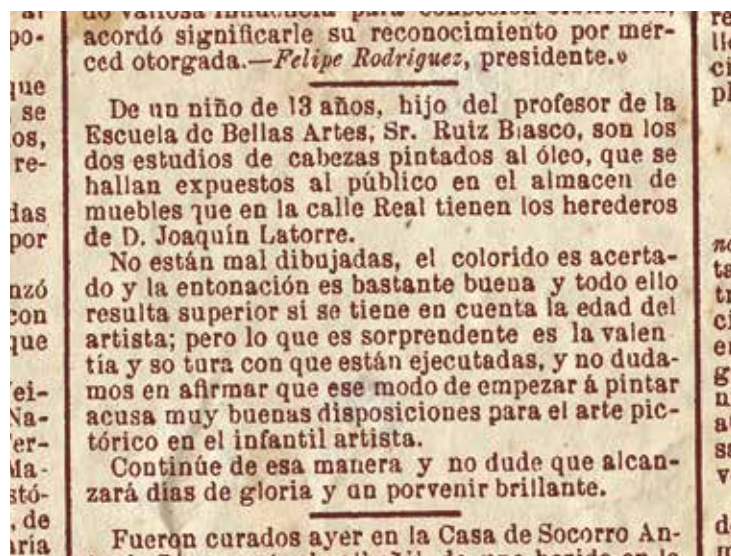 do valiosa influencia para
acordó significarle su reconocimiento por mer-
ced otorgada.—Felipe Rodriguez, presidente.»
De un niño de 13 años, hijo del profesor de la
Escuela de Bellas Artes, Sr. Ruiz Blasco, son los
dos estudios de cabezas pintados al óleo, que se
hallan expuestos al público en el almacen de
muebles que en la calle Real tienen los herederos
de D. Joaquín Latorre.
No están mal dibujadas, el colorido es acerta-
do y la entonación es bastante buena y todo ello
resulta superior si se tiene en cuenta la edad del
artista; pero lo que es sorprendente es la valen
tía y so tura con que están ejecutadas, y no duda-
mos en afirmar que ese modo de empezar á pintar
acusa muy buenas disposiciones para el arte pic-
tórico en el infantil artista.
Continúe de esa manera y no dude que alcan-
zará dias de gloria y un porvenir brillante.
Fueron curados ayer en la Casa de Socorro An-